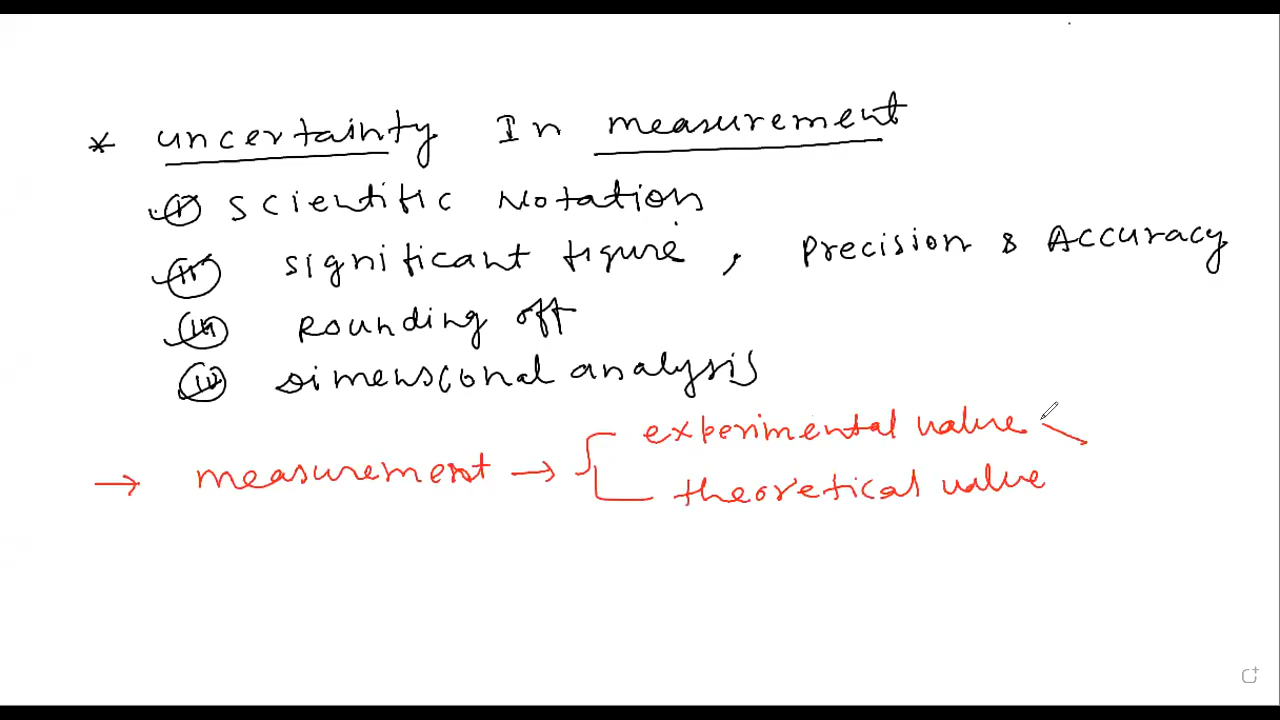 * uncertainty In measurement
(i) Scientific Notation
(ii) significant figure , Precision & Accuracy
(iii) Rounding off
(iv) Dimensional analysis
→ measurement → experimental value
theoretical value